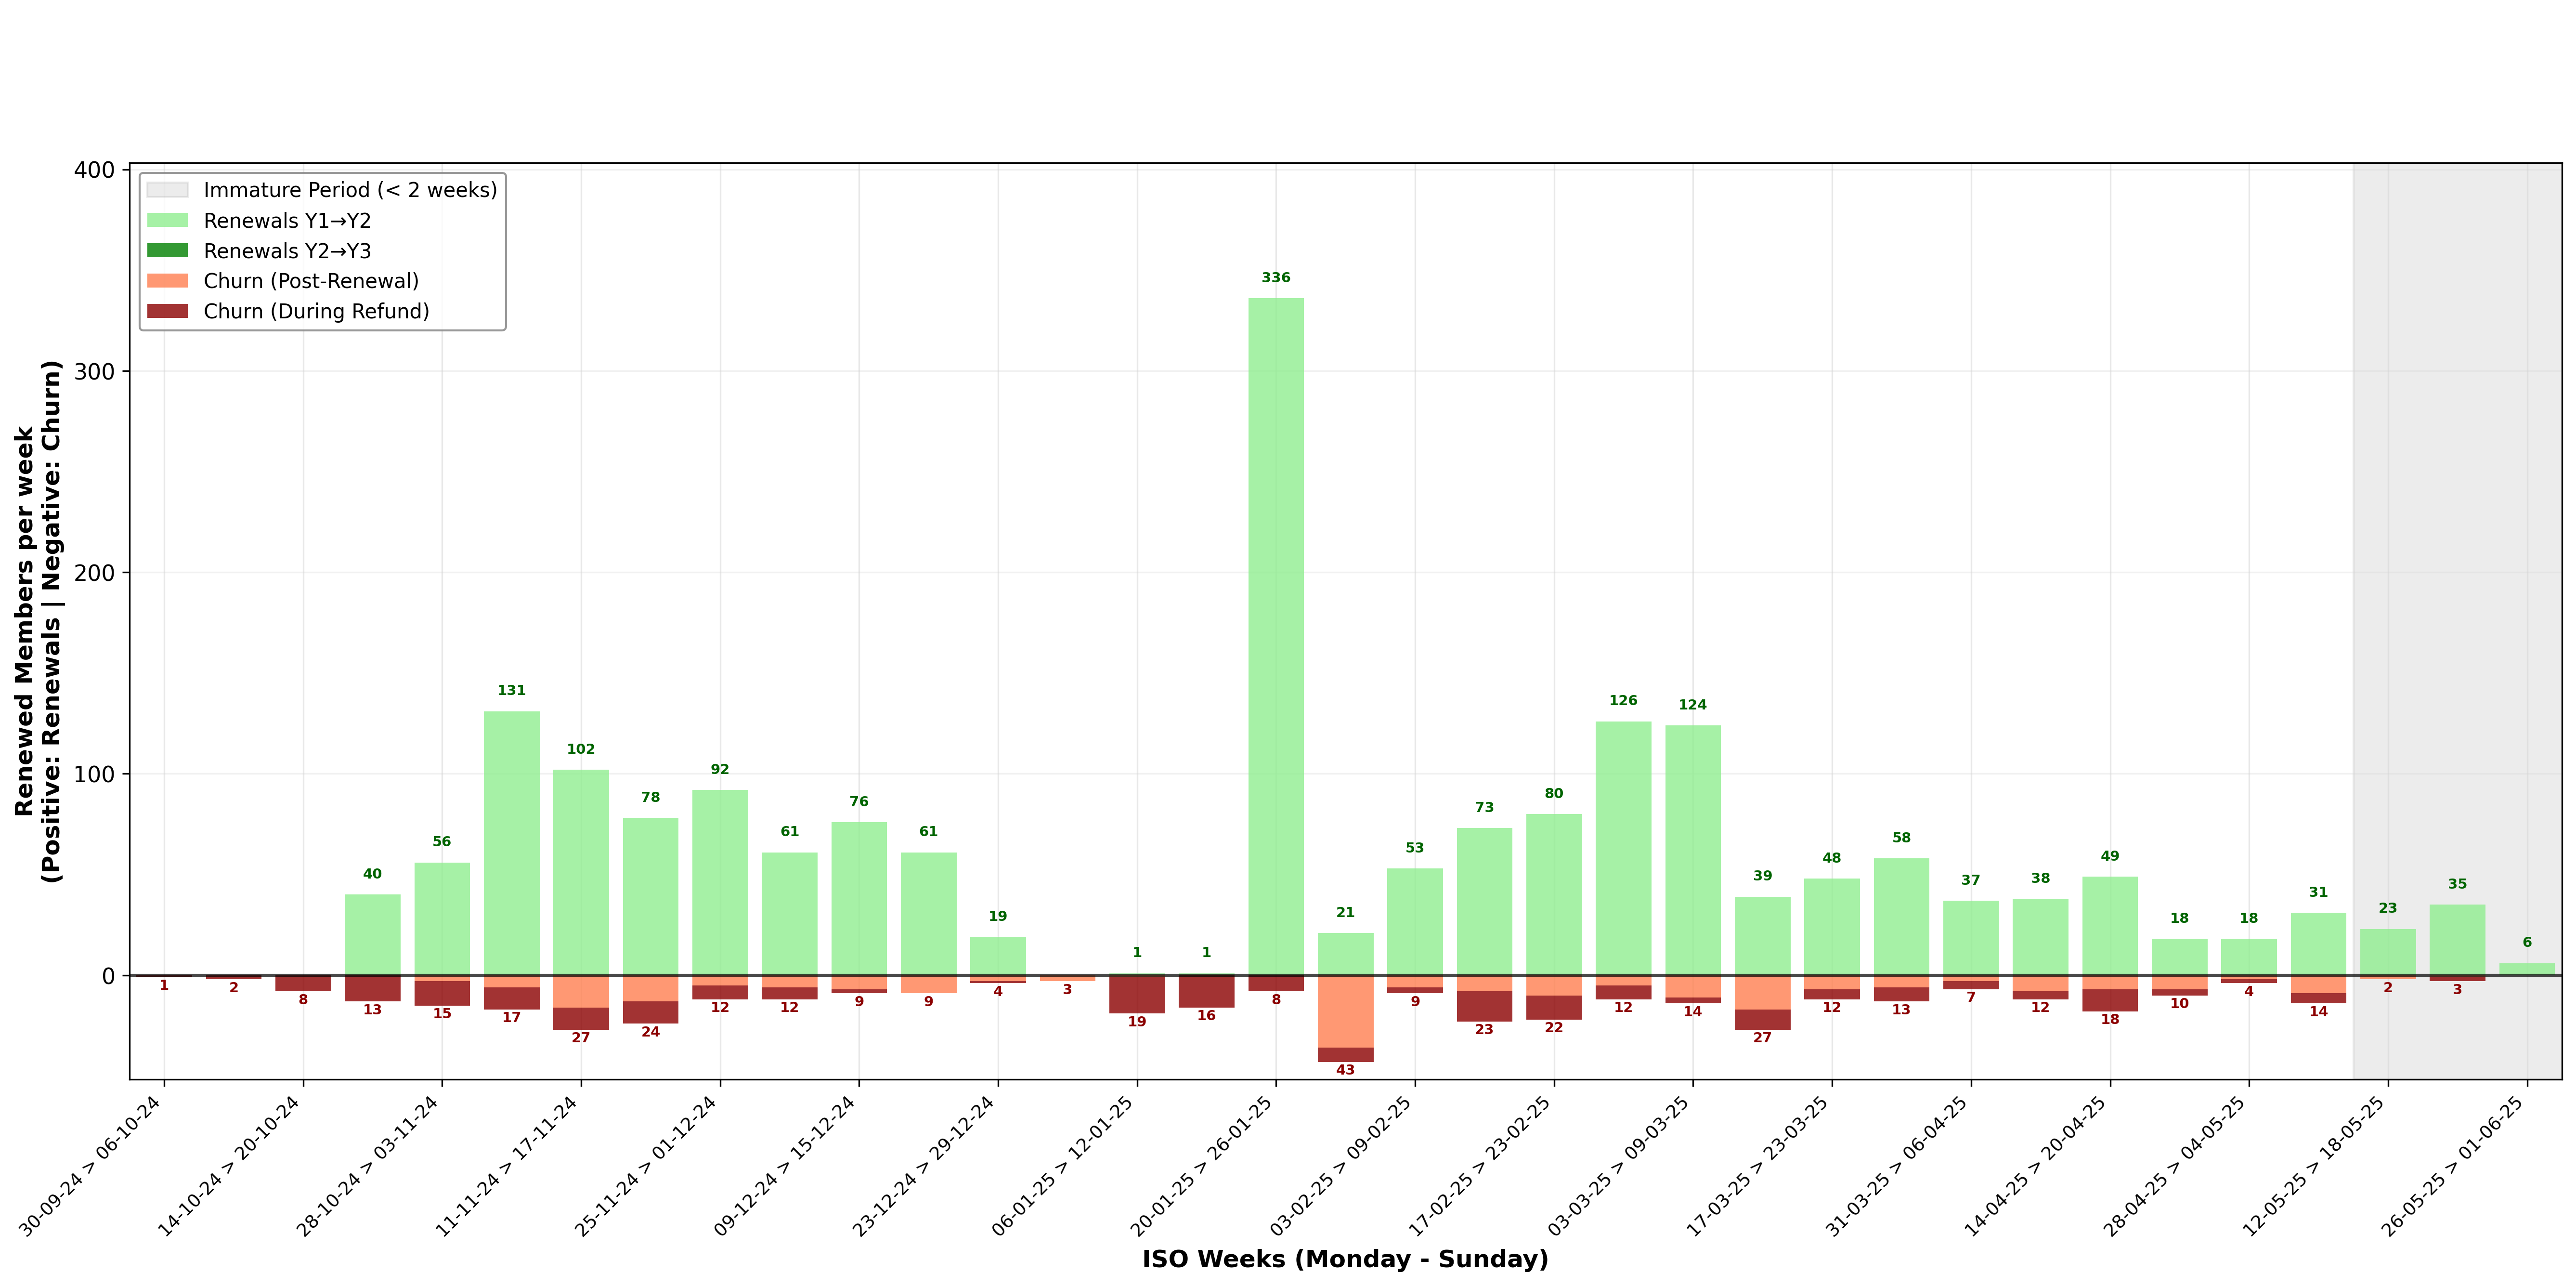 400
300
200
100
0
Renewed Members per week
(Positive: Renewals | Negative: Churn)
Immature Period (< 2 weeks)
Renewals Y1→Y2
Renewals Y2→Y3
Churn (Post-Renewal)
Churn (During Refund)
40
56
131
102
78
92
61
76
61
19
1
1
336
21
53
73
80
126
124
39
48
58
37
38
49
18
18
31
23
35
6
1
2
8
13
15
17
27
24
12
12
9
9
4
3
19
16
8
43
9
23
22
12
14
27
12
13
7
12
18
10
4
14
2
3
30-09-24 > 06-10-24
14-10-24 > 20-10-24
28-10-24 > 03-11-24
11-11-24 > 17-11-24
25-11-24 > 01-12-24
09-12-24 > 15-12-24
23-12-24 > 29-12-24
06-01-25 > 12-01-25
20-01-25 > 26-01-25
03-02-25 > 09-02-25
17-02-25 > 23-02-25
03-03-25 > 09-03-25
17-03-25 > 23-03-25
31-03-25 > 06-04-25
14-04-25 > 20-04-25
28-04-25 > 04-05-25
12-05-25 > 18-05-25
26-05-25 > 01-06-25
ISO Weeks (Monday - Sunday)